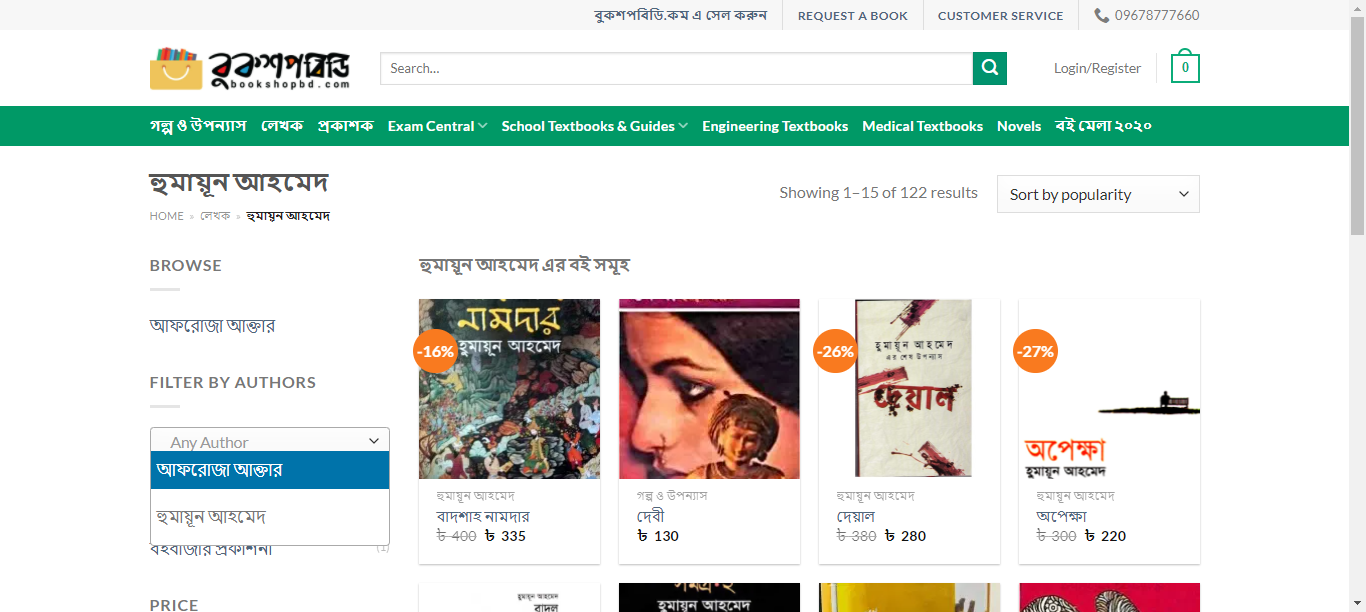 বুকশপবিডি.কম এ সেল করুন REQUEST A BOOK CUSTOMER SERVICE 09678777660
বুকশপবিডি
bookshopbd.com
Search...
Login/Register
0
গল্প ও উপন্যাস লেখক প্রকাশক Exam Central School Textbooks & Guides Engineering Textbooks Medical Textbooks Novels বই মেলা ২০২০
হুমায়ূন আহমেদ
HOME » লেখক » হুমায়ূন আহমেদ
Showing 1–15 of 122 results
Sort by popularity
BROWSE
আফরোজা আক্তার
FILTER BY AUTHORS
Any Author
আফরোজা আক্তার
হুমায়ূন আহমেদ
বইবাজার প্রকাশনা (1)
PRICE
হুমায়ূন আহমেদ এর বই সমূহ
নামদার
হুমায়ূন আহমেদ
-16%
হুমায়ূন আহমেদ
বাদশাহ নামদার
৳ 400 ৳ 335
গল্প ও উপন্যাস
দেবী
৳ 130
হুমায়ূন আহমেদ
এর শেষ উপন্যাস
দেয়াল
-26%
হুমায়ূন আহমেদ
দেয়াল
৳ 380 ৳ 280
-27%
অপেক্ষা
হুমায়ূন আহমেদ
হুমায়ূন আহমেদ
অপেক্ষা
৳ 300 ৳ 220
হুমায়ূন আহমেদ
বাদল
হুমায়ূন আহমেদ